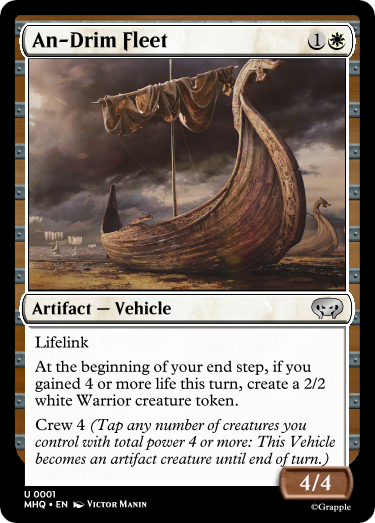 An-Drim Fleet 1
Artifact — Vehicle
Lifelink
At the beginning of your end step, if you
gained 4 or more life this turn, create a 2/2
white Warrior creature token.
Crew 4 (Tap any number of creatures you
control with total power 4 or more: This Vehicle
becomes an artifact creature until end of turn.)
4/4
U 0001
MHQ • EN Victor Manin
©Grapple